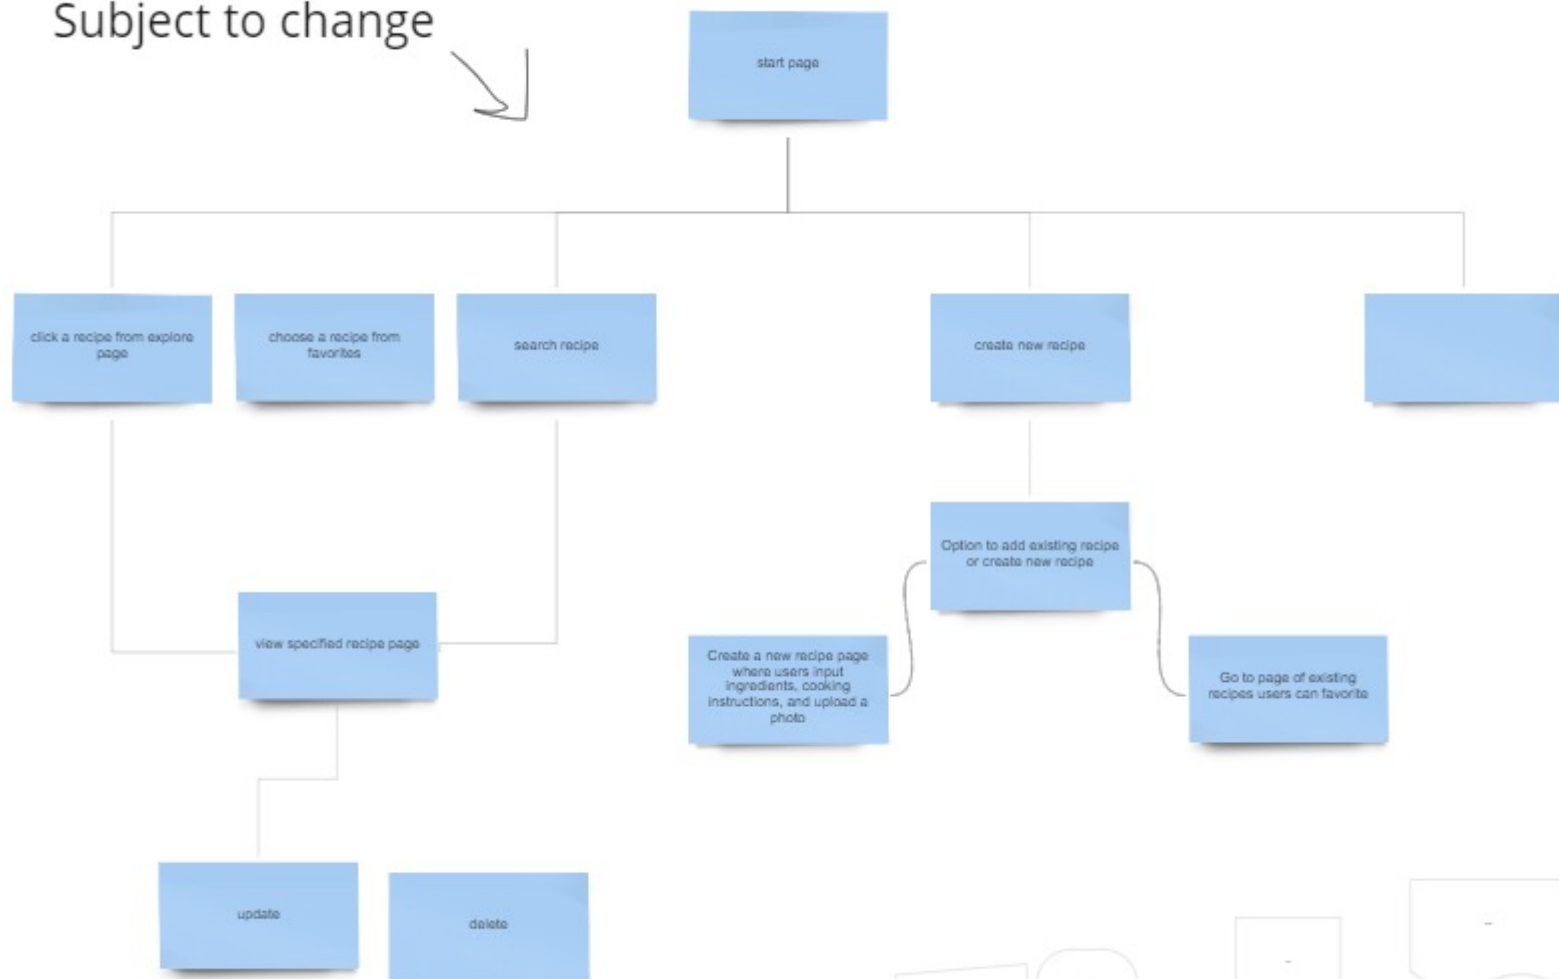 Subject to change
start page
click a recipe from explore
page
choose a recipe from
favorites
search recipe
create new recipe
Option to add existing recipe
or create new recipe
view specified recipe page
Create a new recipe page
where users input
ingredients, cooking
instructions, and upload a
photo
Go to page of existing
recipes users can favorite
update
delete